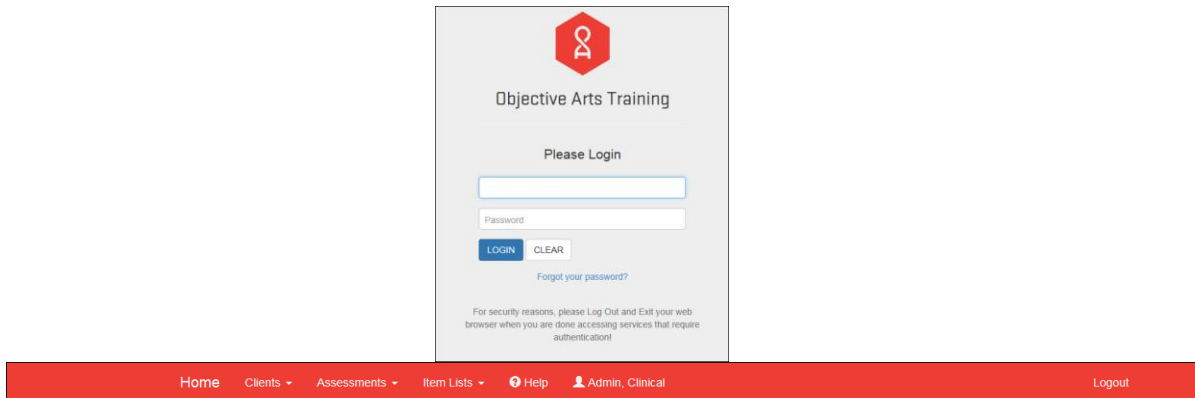 Objective Arts Training
Please Login
Password
LOGIN CLEAR
Forgot your password?
For security reasons, please Log Out and Exit your web
browser when you are done accessing services that require
authentication!
Home Clients Assessments Item Lists Help Admin, Clinical Logout